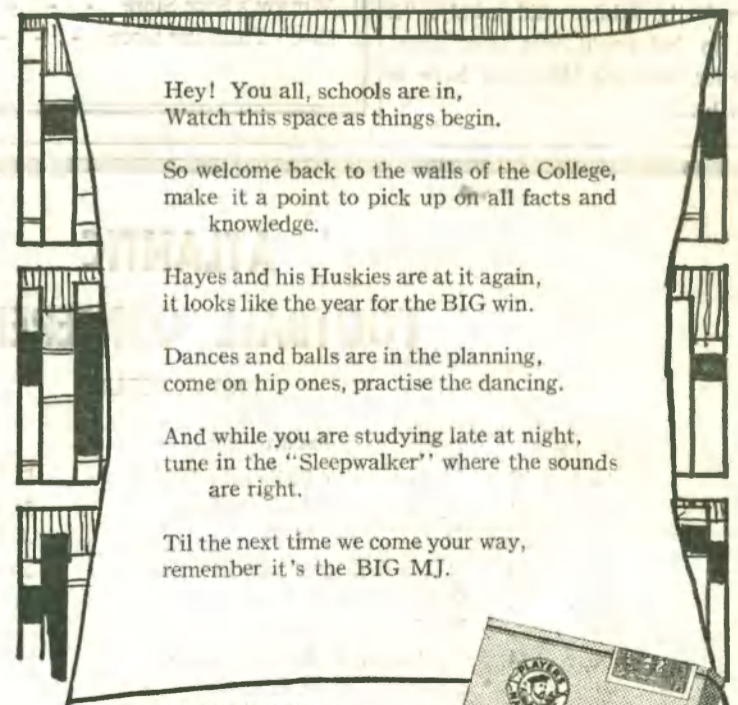 Hey! You all, schools are in,
Watch this space as things begin.
So welcome back to the walls of the College,
make it a point to pick up on all facts and
knowledge.
Hayes and his Huskies are at it again,
it looks like the year for the BIG win.
Dances and balls are in the planning,
come on hip ones, practise the dancing.
And while you are studying late at night,
tune in the "Sleepwalker" where the sounds
are right.
Til the next time we come your way,
remember it's the BIG MJ.
PLAYER'S